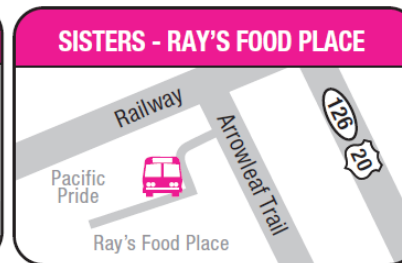 SISTERS - RAY'S FOOD PLACE
Railway
126
20
Arrowleaf Trail
Pacific
Pride
Ray's Food Place